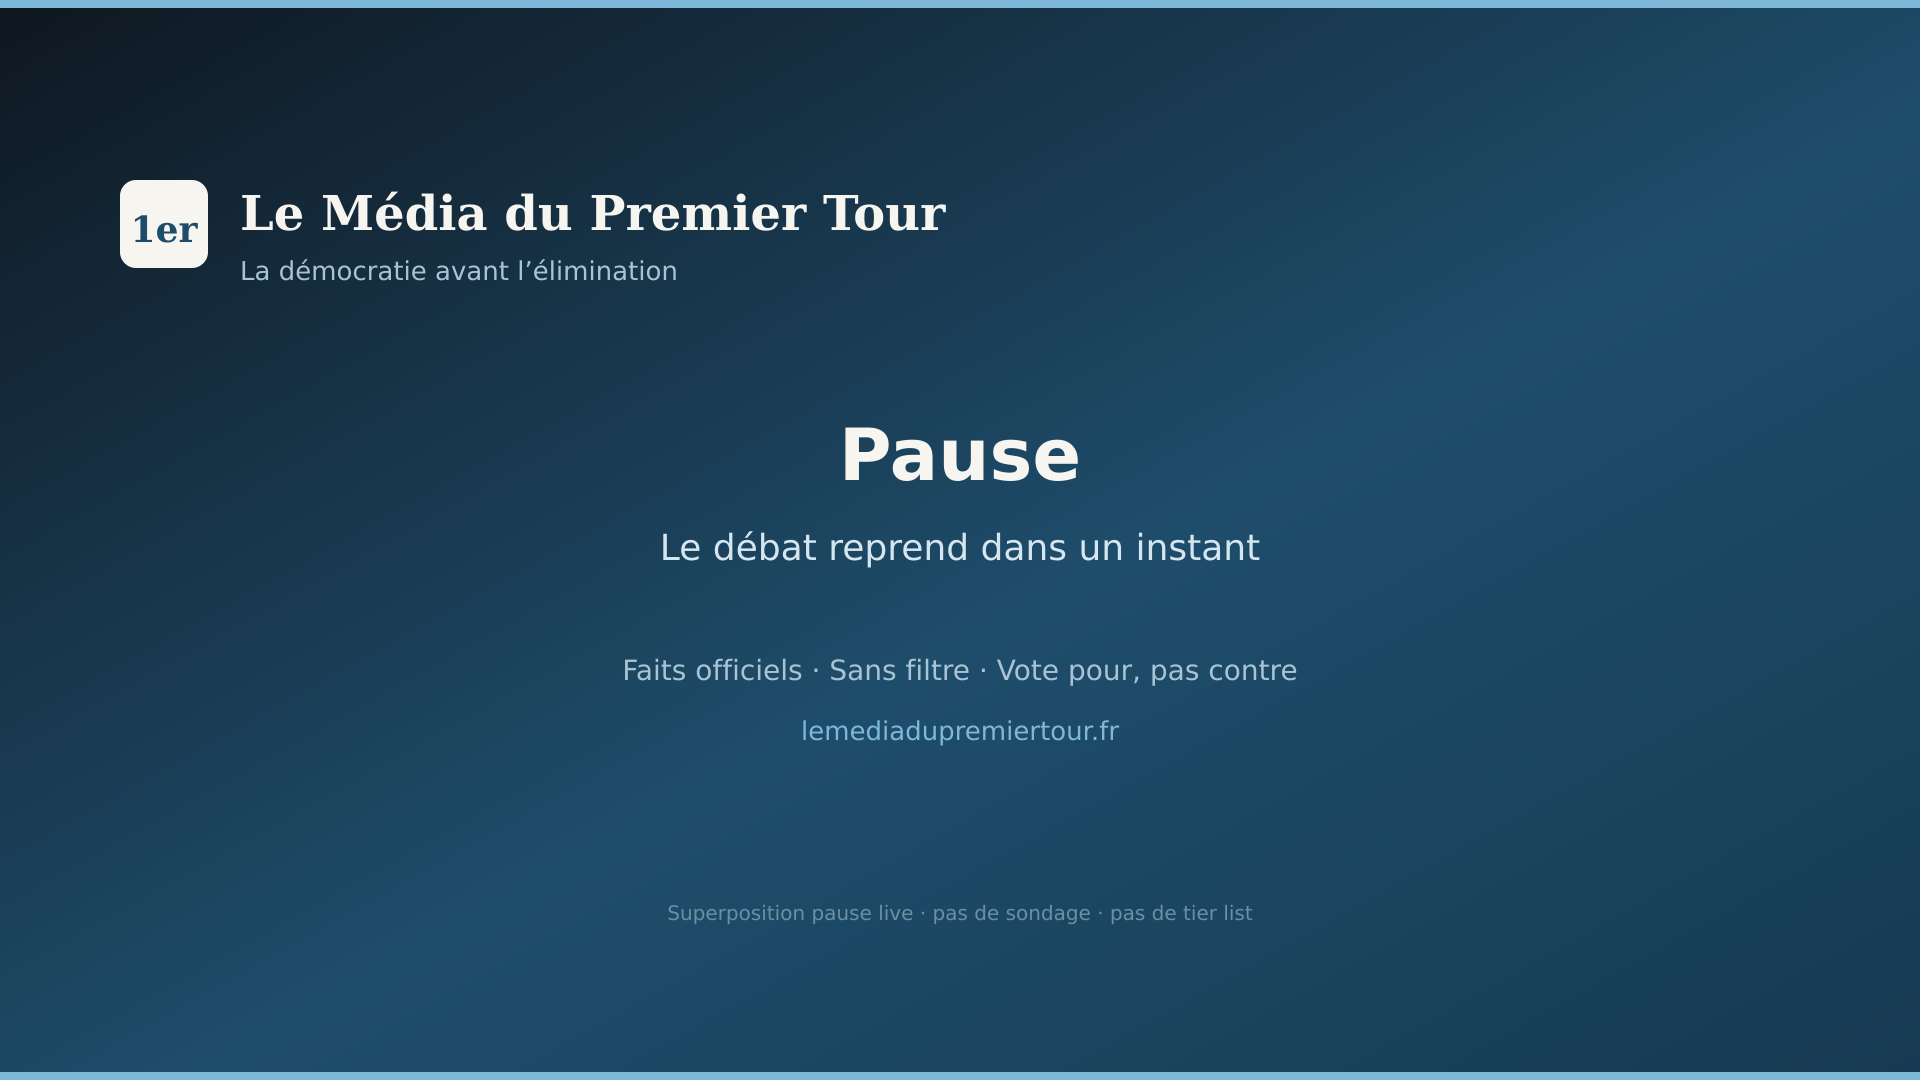 1er
Le Média du Premier Tour
La démocratie avant l’élimination
Pause
Le débat reprend dans un instant
Faits officiels · Sans filtre · Vote pour, pas contre
lemediadupremiertour.fr
Superposition pause live · pas de sondage · pas de tier list